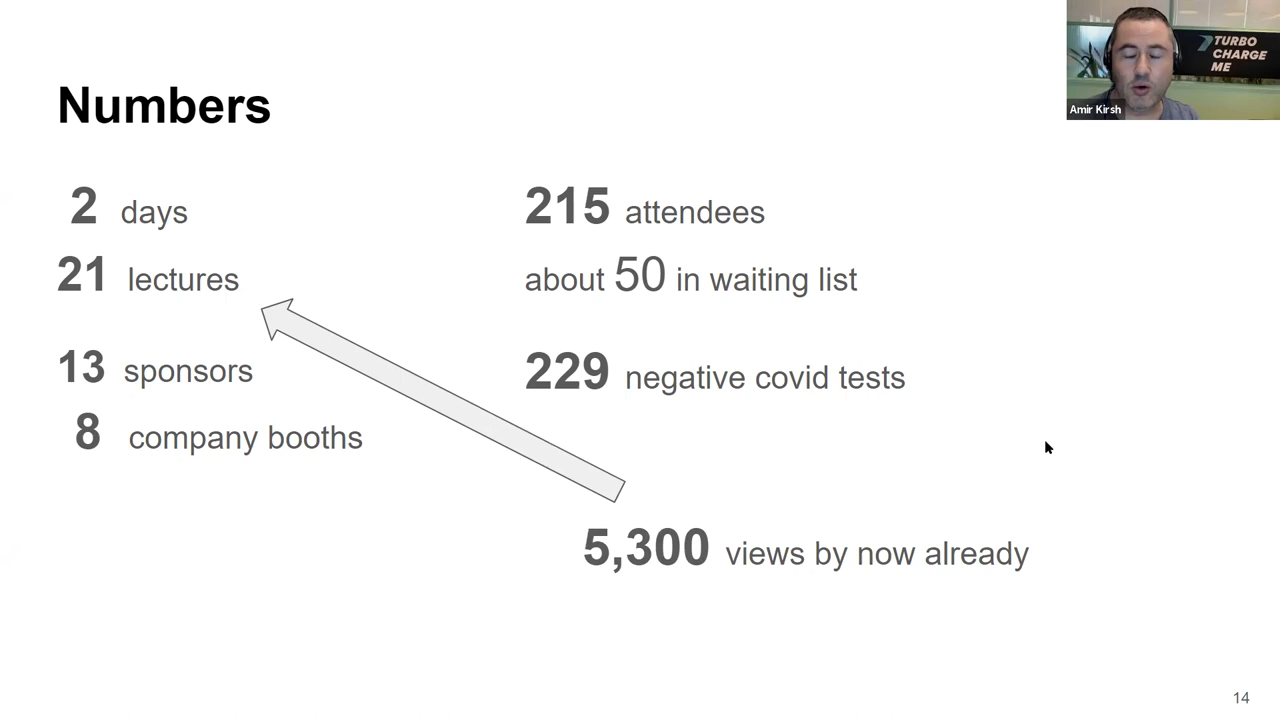 Numbers
2 days
21 lectures
13 sponsors
8 company booths
215 attendees
about 50 in waiting list
229 negative covid tests
5,300 views by now already
TURBO
CHARGE
ME
Amir Kirsh
14